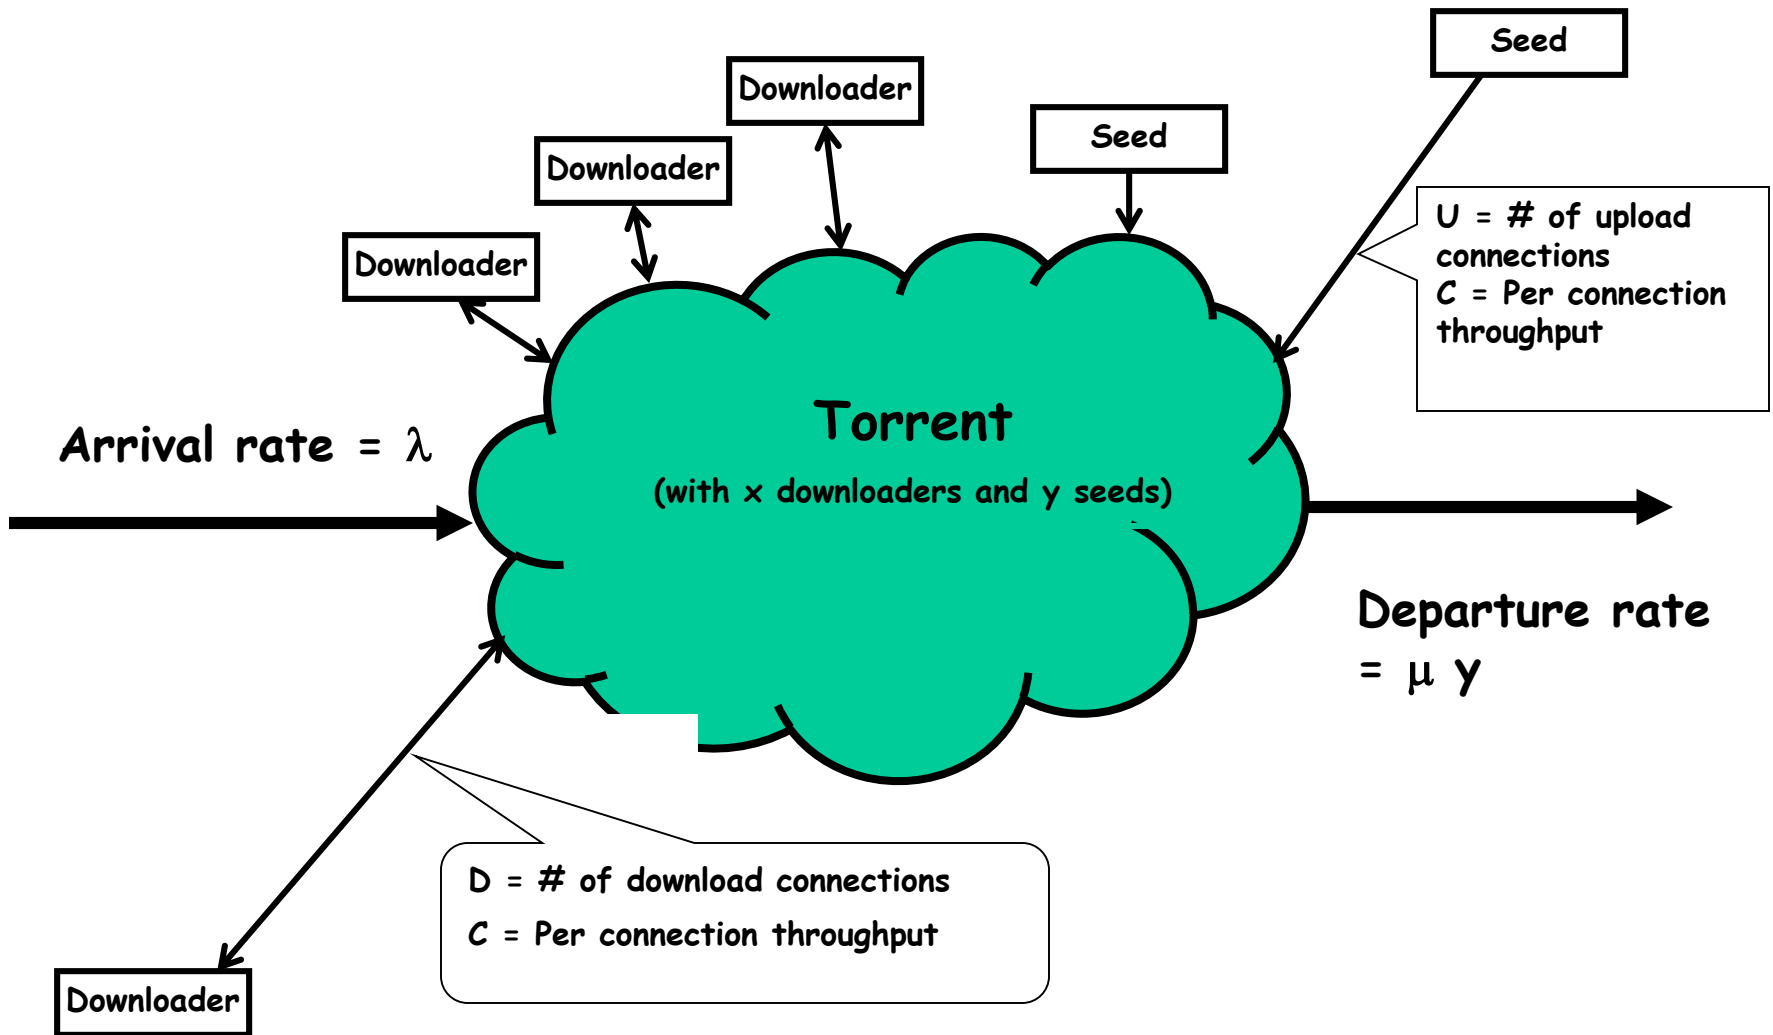 Seed
Downloader
Seed
Downloader
U = # of upload
connections
C = Per connection
throughput
Downloader
Torrent
Arrival rate = λ
(with x downloaders and y seeds)
Departure rate
= μ y
D = # of download connections
C = Per connection throughput
Downloader